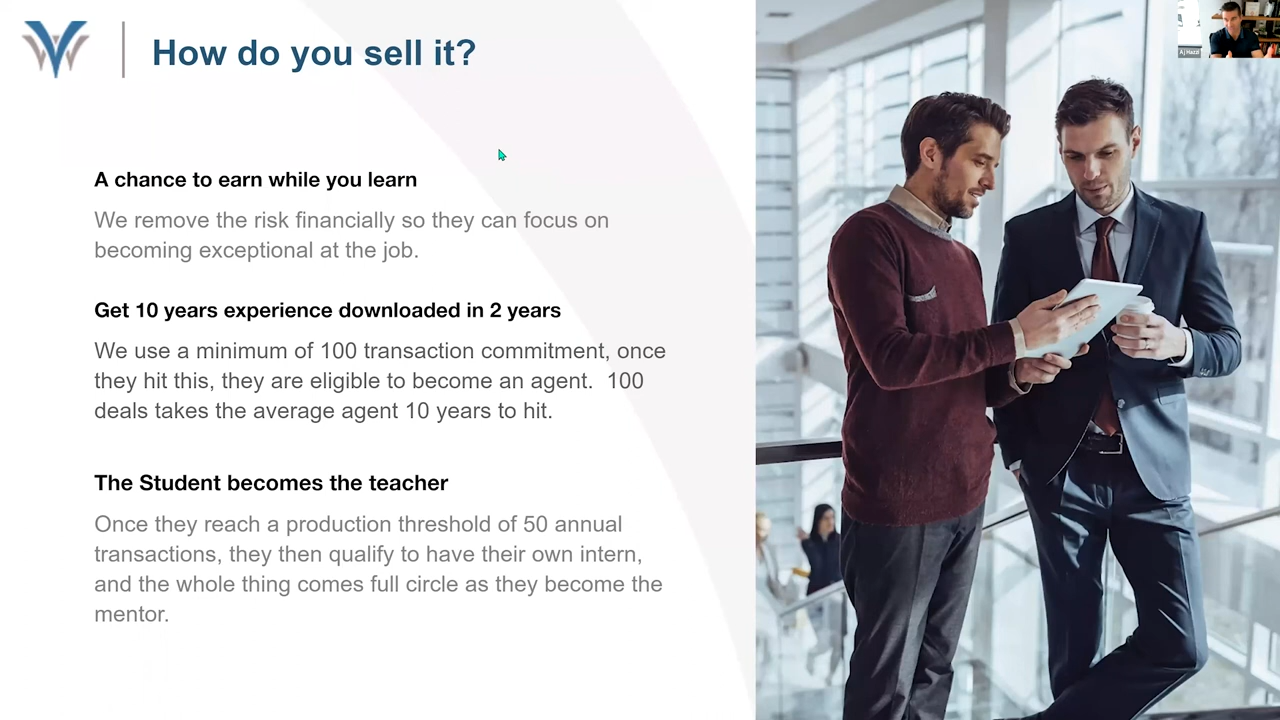 How do you sell it?
A chance to earn while you learn
We remove the risk financially so they can focus on
becoming exceptional at the job.
Get 10 years experience downloaded in 2 years
We use a minimum of 100 transaction commitment, once
they hit this, they are eligible to become an agent.  100
deals takes the average agent 10 years to hit.
The Student becomes the teacher
Once they reach a production threshold of 50 annual
transactions, they then qualify to have their own intern,
and the whole thing comes full circle as they become the
mentor.